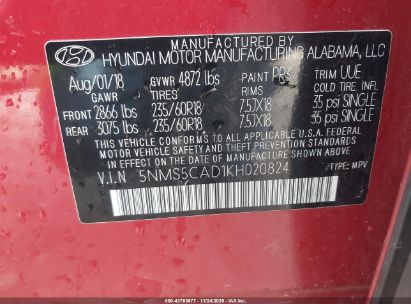 MANUFACTURED BY
HYUNDAI MOTOR MANUFACTURING ALABAMA, LLC
Aug/01/18 GVWR 4872 lbs PAINT PR3 TRIM UUE
GAWR TIRES RIMS COLD TIRE INFL
FRONT 2866 lbs 235/60R18 7.5JX18 35 psi SINGLE
REAR 3075 lbs 235/60R18 7.5JX18 35 psi SINGLE
THIS VEHICLE CONFORMS TO ALL APPLICABLE U.S. FEDERAL
MOTOR VEHICLE SAFETY AND THEFT PREVENTION STANDARDS
IN EFFECT ON THE DATE OF MANUFACTURE SHOWN ABOVE.
V.I.N 5NMS5CAD1KH020824 TYPE: MPV